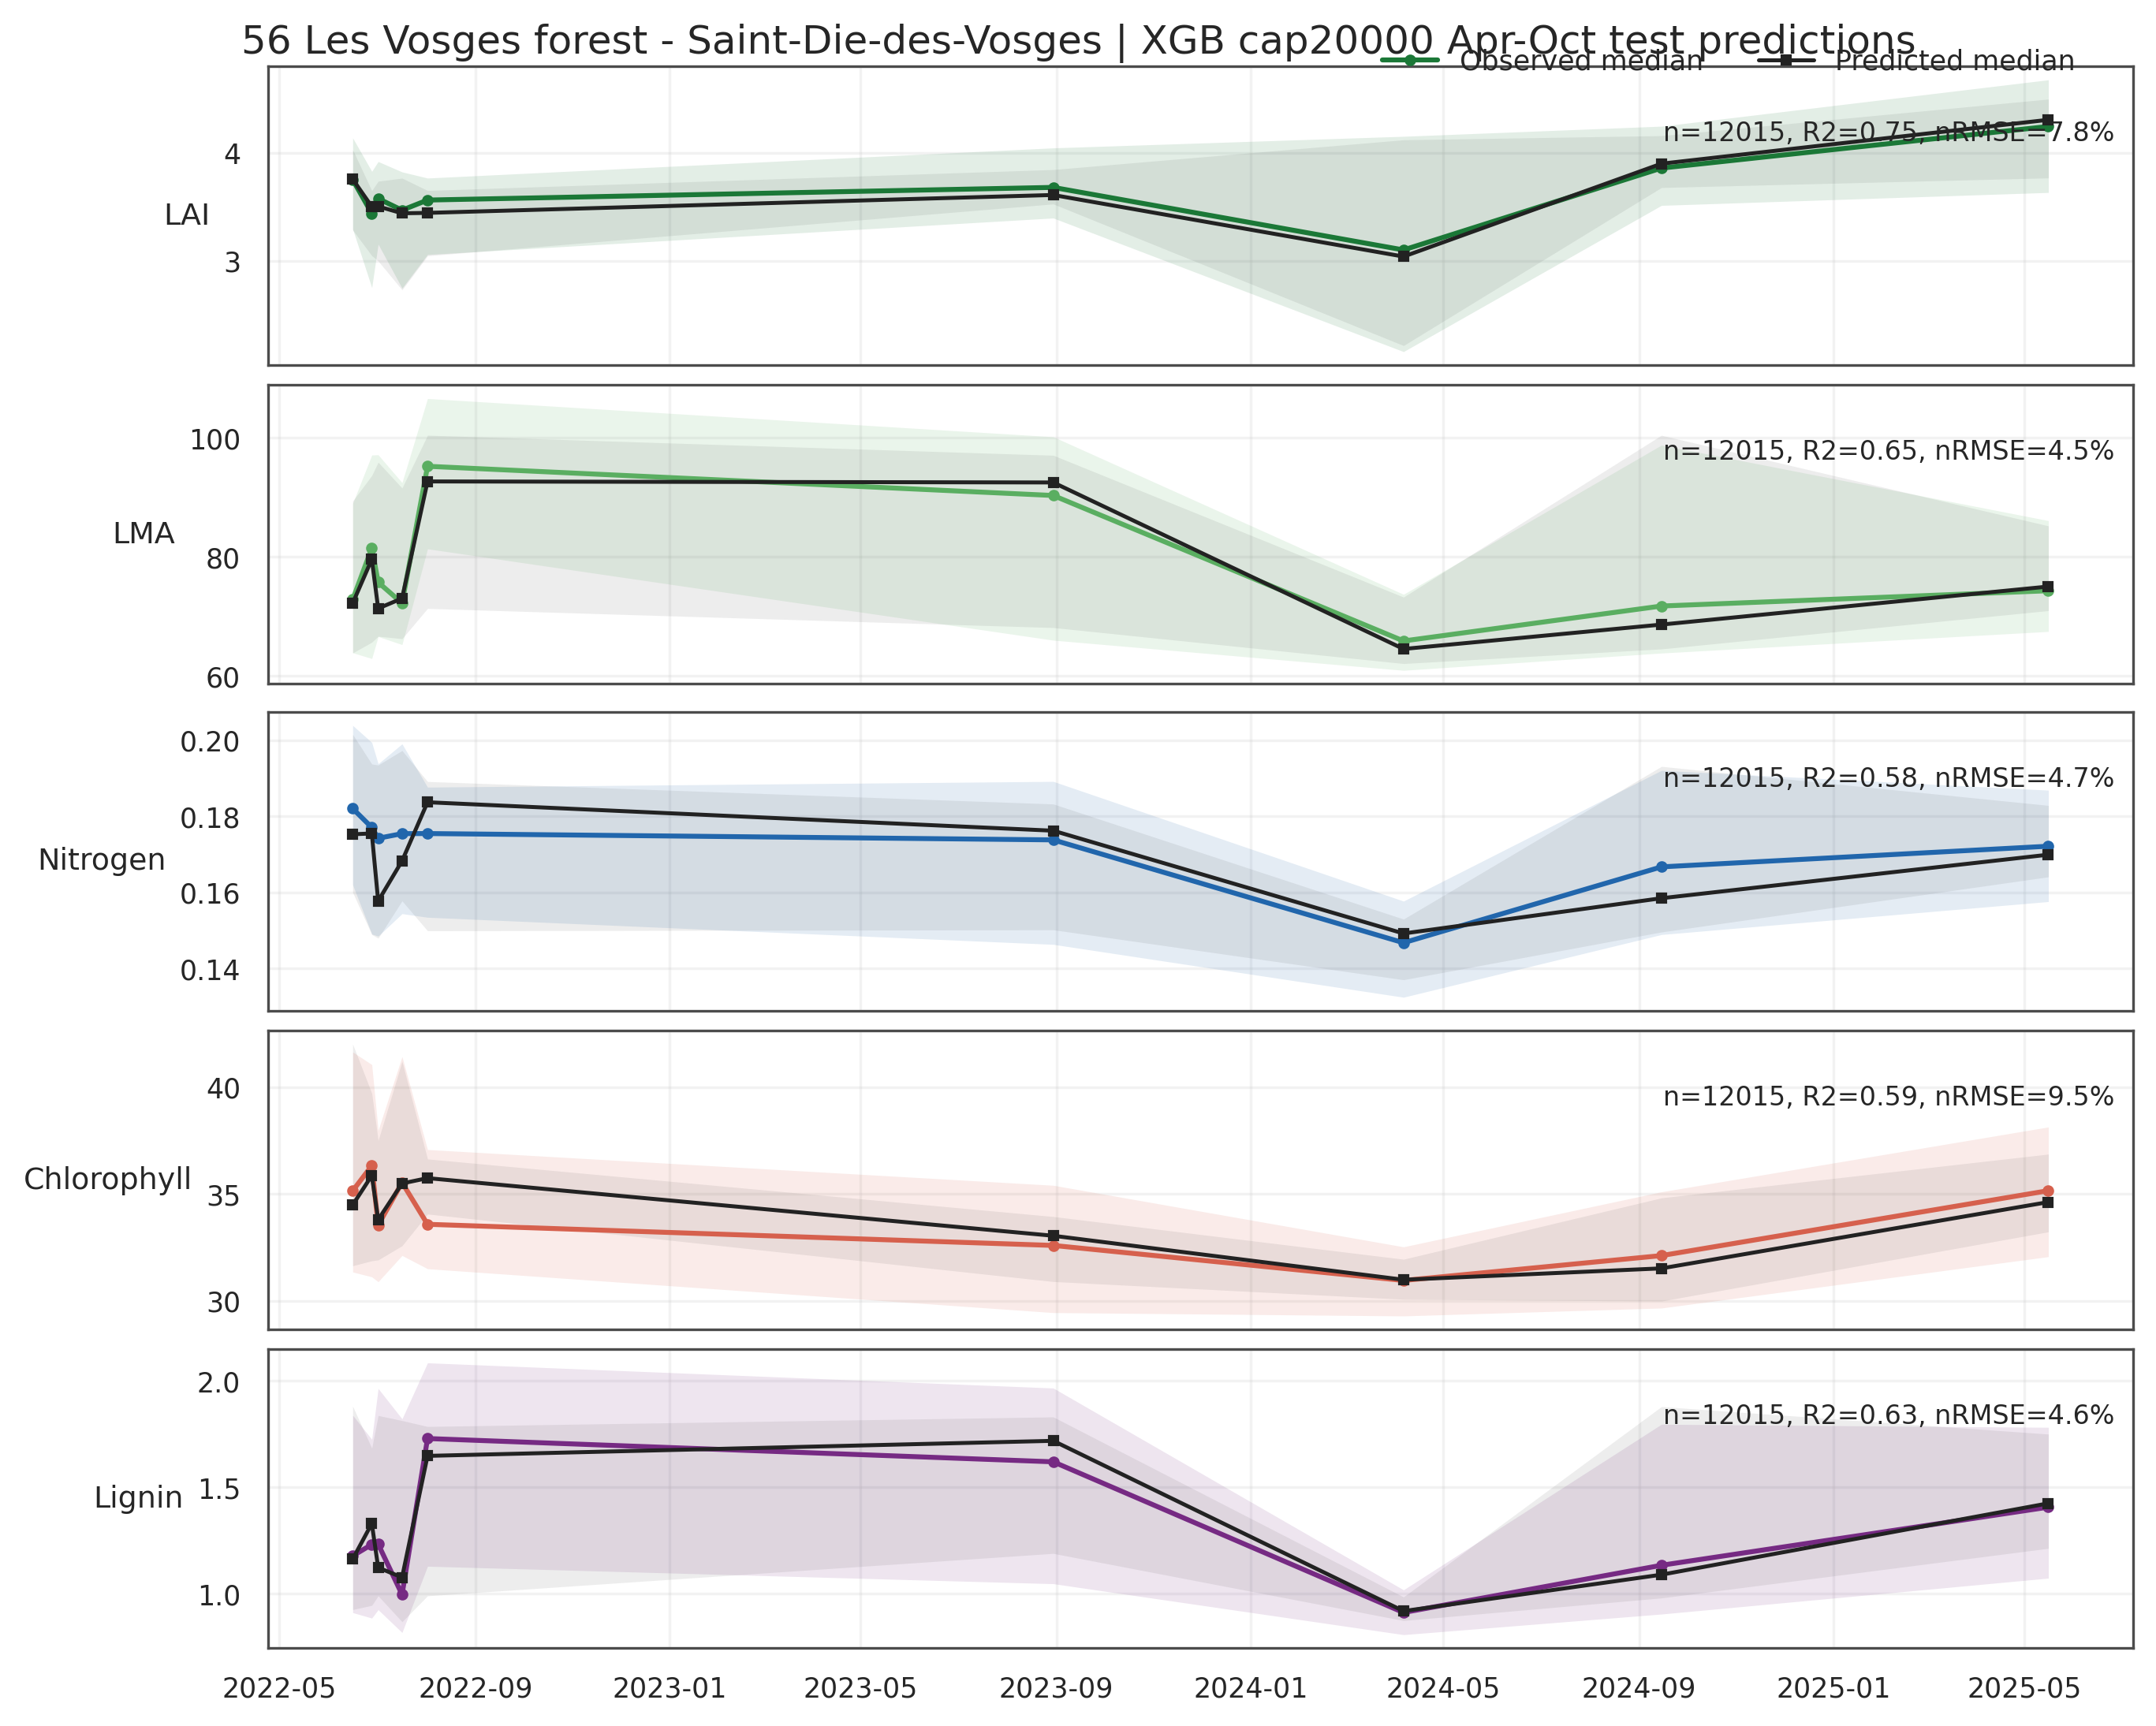 56 Les Vosges forest - Saint-Die-des-Vosges | XGB cap20000 Apr-Oct test predictions
Observed median
Predicted median
n=12015, R2=0.75, nRMSE=7.8%
4
LAI
3
100
n=12015, R2=0.65, nRMSE=4.5%
LMA
80
60
0.20
n=12015, R2=0.58, nRMSE=4.7%
0.18
Nitrogen
0.16
0.14
40
n=12015, R2=0.59, nRMSE=9.5%
Chlorophyll
35
30
2.0
n=12015, R2=0.63, nRMSE=4.6%
Lignin
1.5
1.0
2022-05 2022-09 2023-01 2023-05 2023-09 2024-01 2024-05 2024-09 2025-01 2025-05